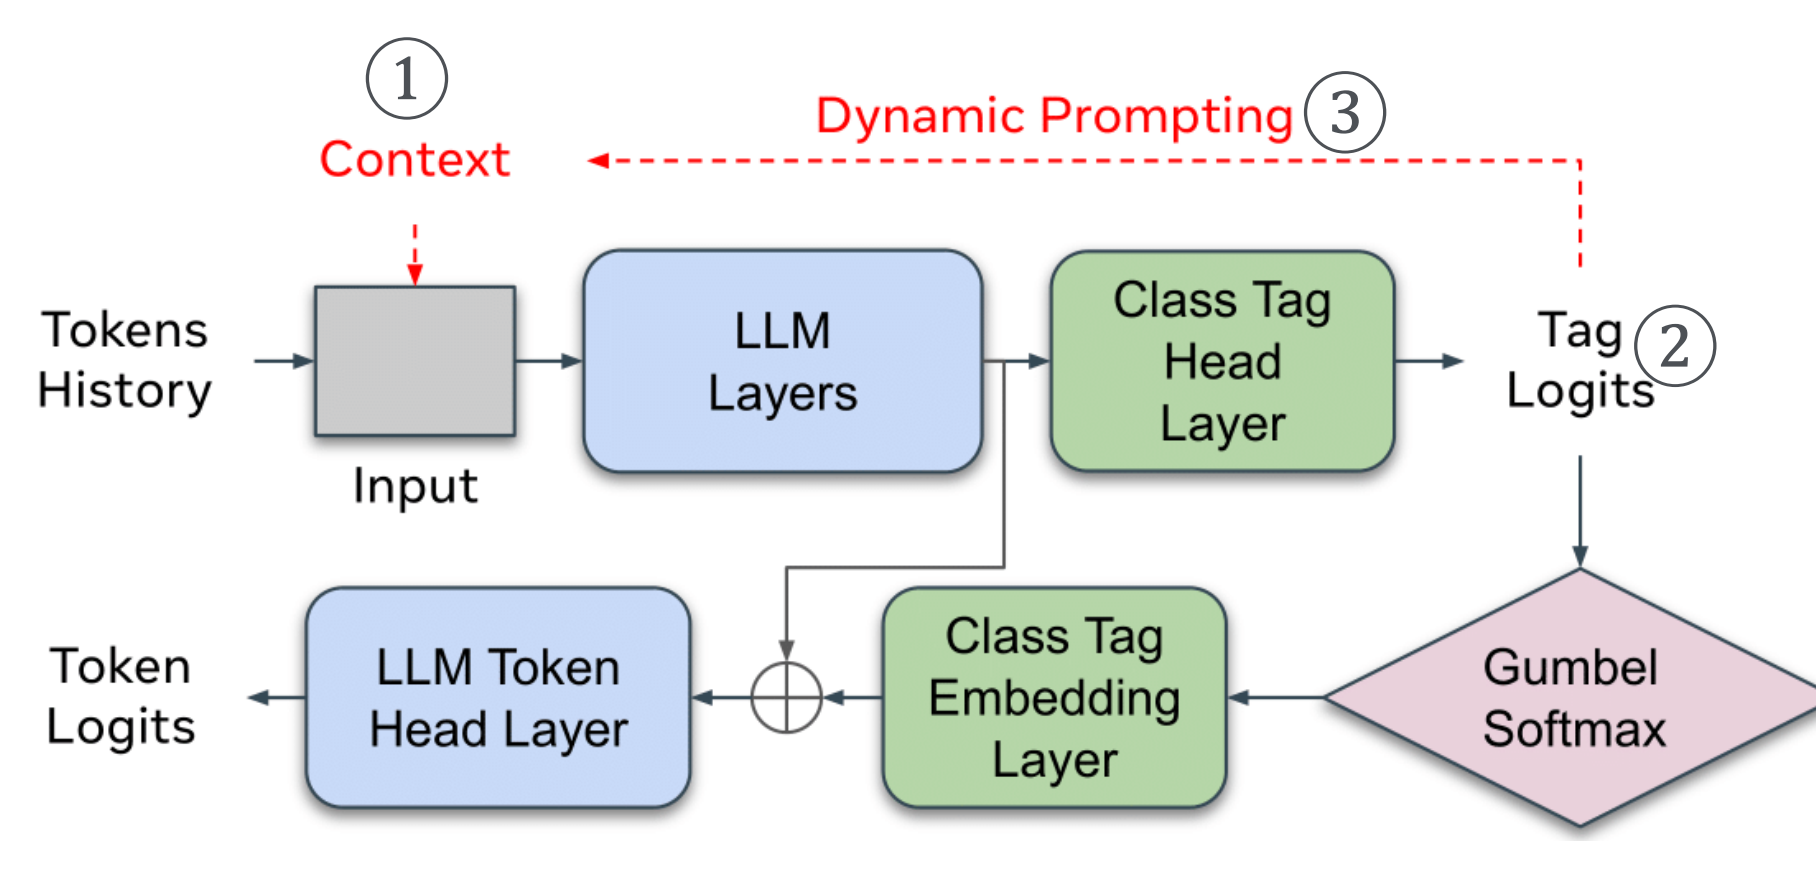 ①
Context
Dynamic Prompting ③
Tokens
History
Input
LLM
Layers
Class Tag
Head
Layer
Tag
Logits
②
Token
Logits
LLM Token
Head Layer
Class Tag
Embedding
Layer
Gumbel
Softmax